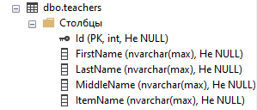 dbo.teachers
Столбцы
Id (PK, int, Не NULL)
FirstName (nvarchar(max), Не NULL)
LastName (nvarchar(max), Не NULL)
MiddleName (nvarchar(max), Не NULL)
ItemName (nvarchar(max), Не NULL)